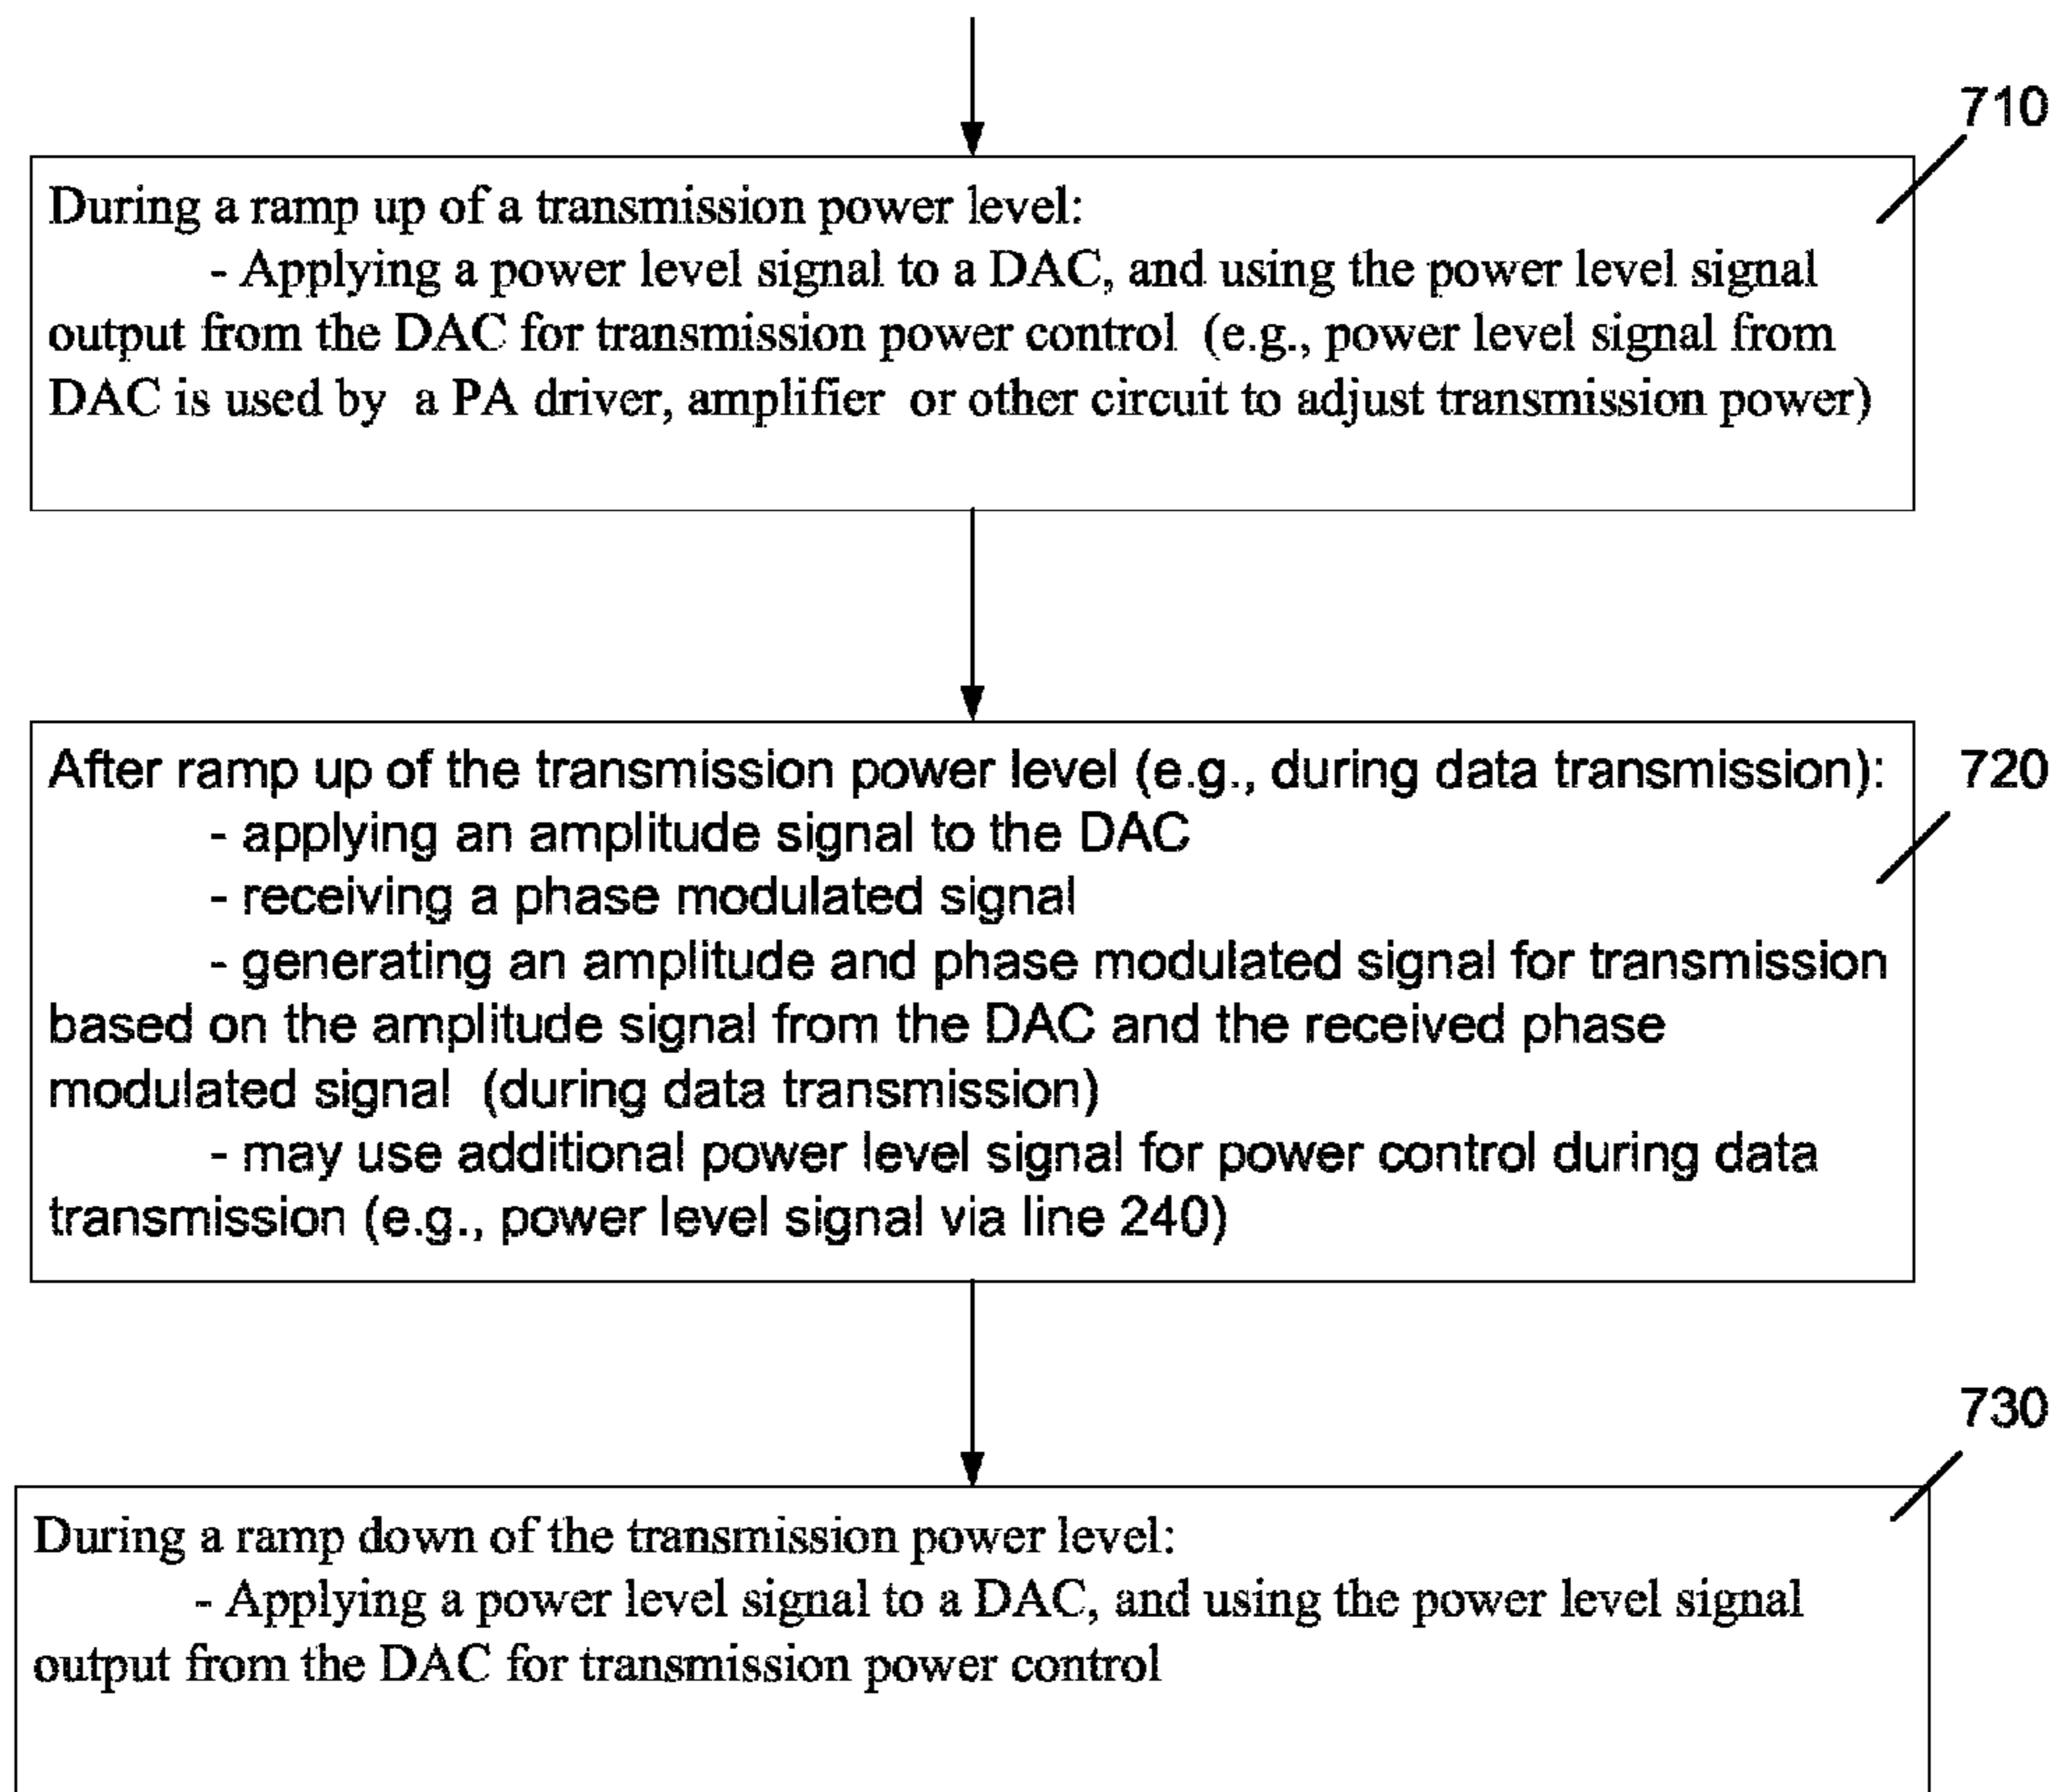 710
During a ramp up of a transmission power level:
- Applying a power level signal to a DAC, and using the power level signal
output from the DAC for transmission power control (e.g., power level signal from
DAC is used by a PA driver, amplifier or other circuit to adjust transmission power)
720
After ramp up of the transmission power level (e.g., during data transmission):
- applying an amplitude signal to the DAC
- receiving a phase modulated signal
- generating an amplitude and phase modulated signal for transmission
based on the amplitude signal from the DAC and the received phase
modulated signal (during data transmission)
- may use additional power level signal for power control during data
transmission (e.g., power level signal via line 240)
730
During a ramp down of the transmission power level:
- Applying a power level signal to a DAC, and using the power level signal
output from the DAC for transmission power control